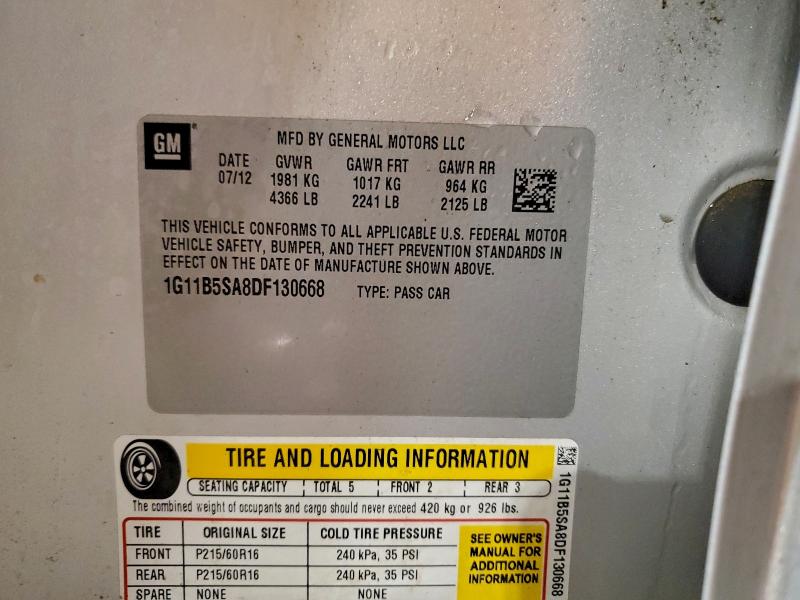 GM
MFD BY GENERAL MOTORS LLC
DATE GVWR GAWR FRT GAWR RR
07/12 1981 KG 1017 KG 964 KG
4366 LB 2241 LB 2125 LB
THIS VEHICLE CONFORMS TO ALL APPLICABLE U.S. FEDERAL MOTOR
VEHICLE SAFETY, BUMPER, AND THEFT PREVENTION STANDARDS IN
EFFECT ON THE DATE OF MANUFACTURE SHOWN ABOVE.
1G11B5SA8DF130668 TYPE: PASS CAR
TIRE AND LOADING INFORMATION
SEATING CAPACITY TOTAL 5 FRONT 2 REAR 3
The combined weight of occupants and cargo should never exceed 420 kg or 926 lbs.
TIRE ORIGINAL SIZE COLD TIRE PRESSURE
FRONT P215/60R16 240 kPa, 35 PSI
REAR P215/60R16 240 kPa, 35 PSI
SPARE NONE NONE
SEE OWNER'S
MANUAL FOR
ADDITIONAL
INFORMATION
1G11B5SA8DF130668